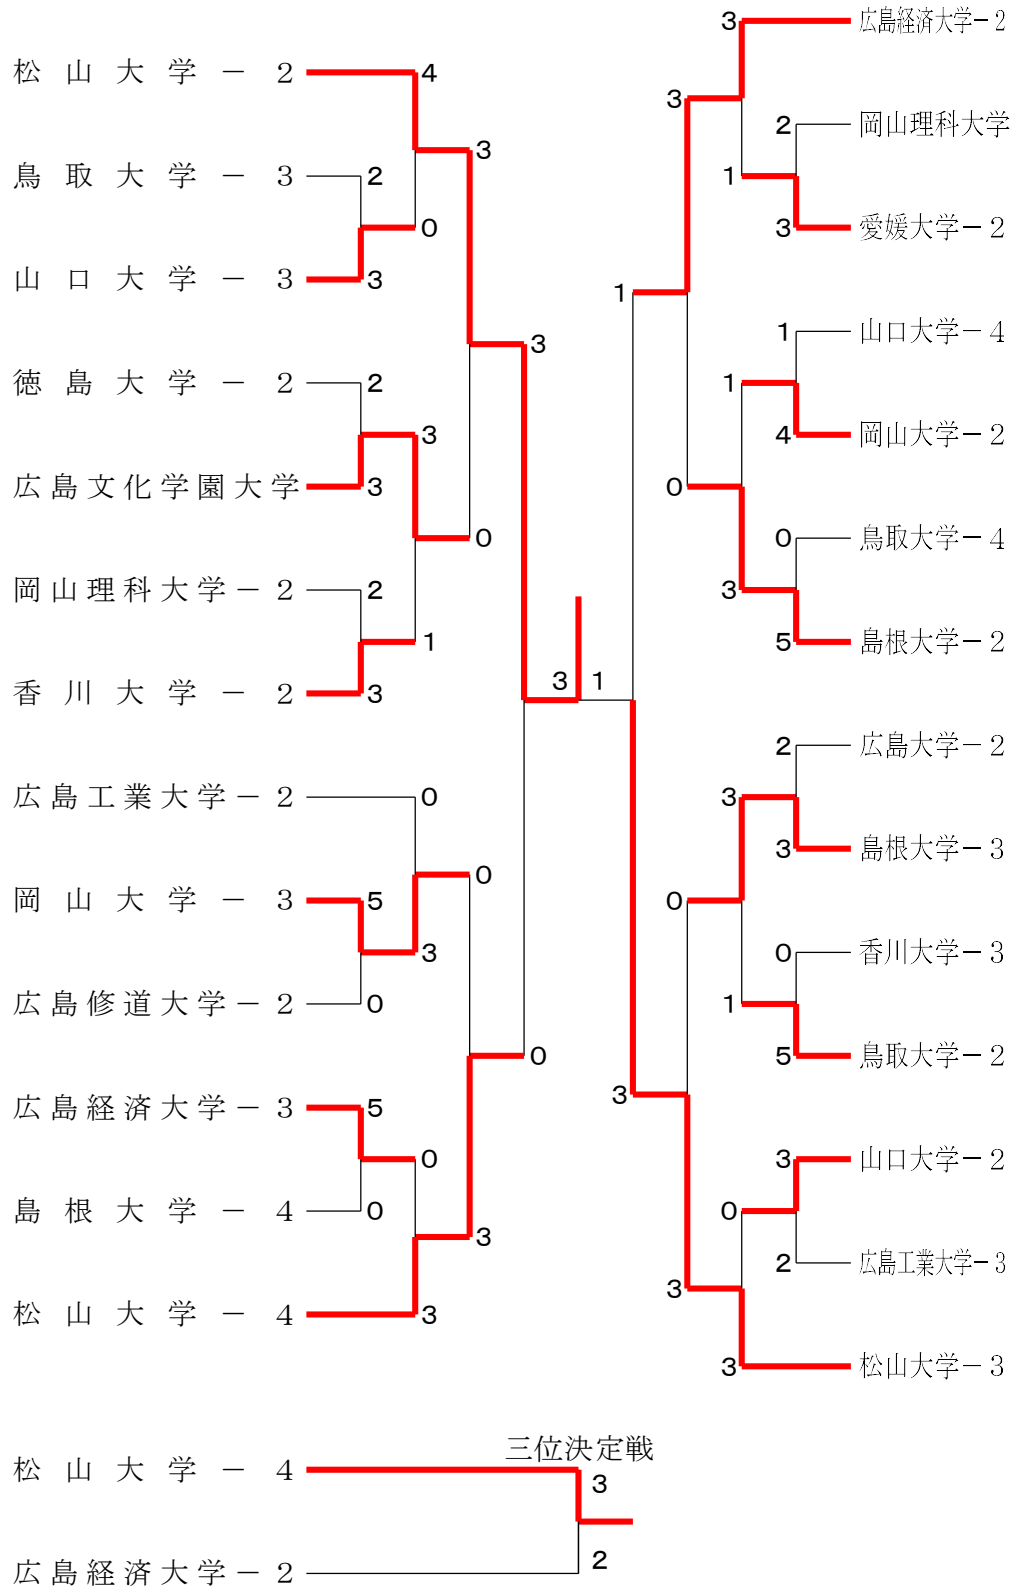 松山大学－2
4
3
鳥取大学－3
2
0
山口大学－3
3
3
徳島大学－2
2
3
広島文化学園大学
3
0
岡山理科大学－2
2
1
香川大学－2
3
3
1
広島工業大学－2
0
0
岡山大学－3
5
3
広島修道大学－2
0
0
広島経済大学－3
5
0
島根大学－4
0
3
松山大学－4
3
3
広島経済大学－2
3
2
岡山理科大学
1
3
愛媛大学－2
1
1
山口大学－4
1
4
岡山大学－2
0
0
鳥取大学－4
3
5
島根大学－2
2
広島大学－2
3
3
島根大学－3
0
0
香川大学－3
1
5
鳥取大学－2
3
3
山口大学－2
0
2
広島工業大学－3
3
3
松山大学－3
三位決定戦
松山大学－4
3
2
広島経済大学－2